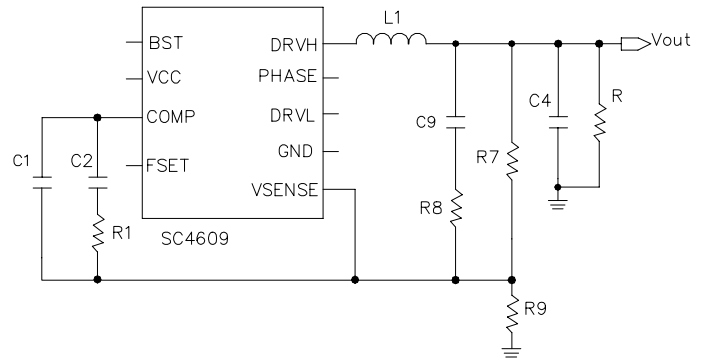 L1
BST
DRVH
Vout
VCC
PHASE
C4
R
COMP
DRVL
C9
C1
C2
GND
R7
FSET
VSENSE
R8
R1
SC4609
R9